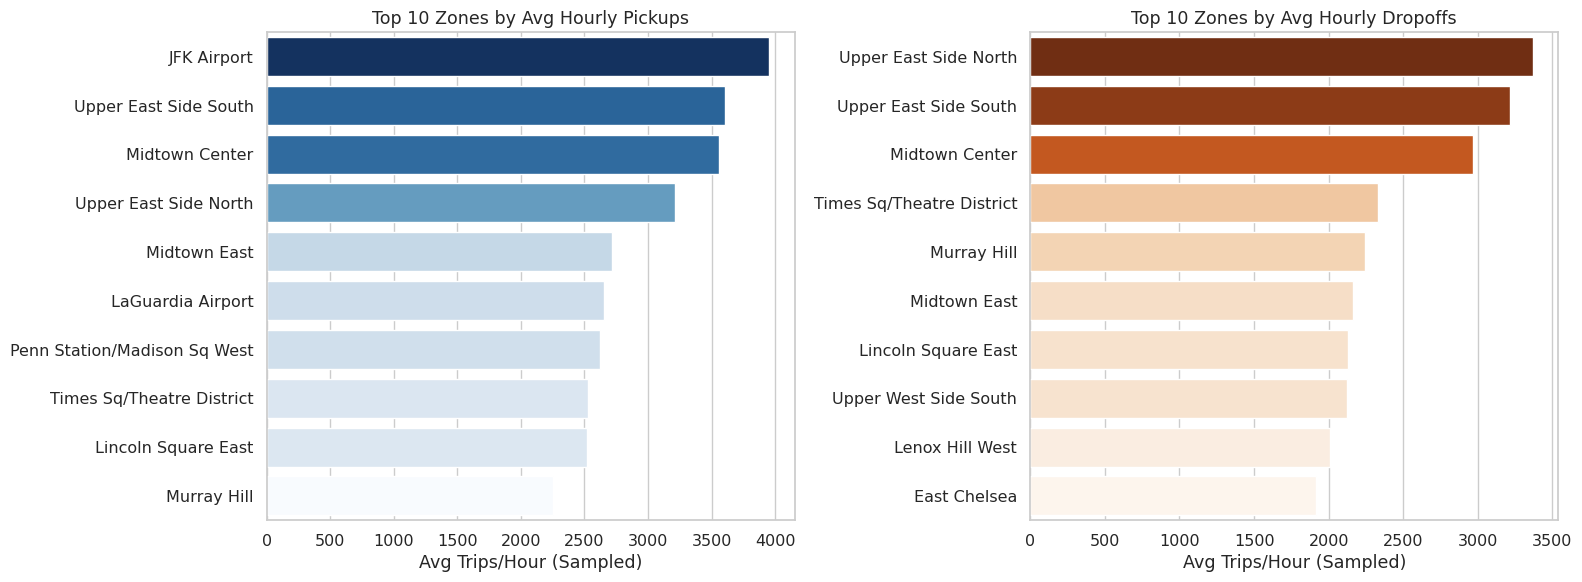 Top 10 Zones by Avg Hourly Pickups
JFK Airport
Upper East Side South
Midtown Center
Upper East Side North
Midtown East
LaGuardia Airport
Penn Station/Madison Sq West
Times Sq/Theatre District
Lincoln Square East
Murray Hill
0 500 1000 1500 2000 2500 3000 3500 4000
Avg Trips/Hour (Sampled)
Top 10 Zones by Avg Hourly Dropoffs
Upper East Side North
Upper East Side South
Midtown Center
Times Sq/Theatre District
Murray Hill
Midtown East
Lincoln Square East
Upper West Side South
Lenox Hill West
East Chelsea
0 500 1000 1500 2000 2500 3000 3500
Avg Trips/Hour (Sampled)